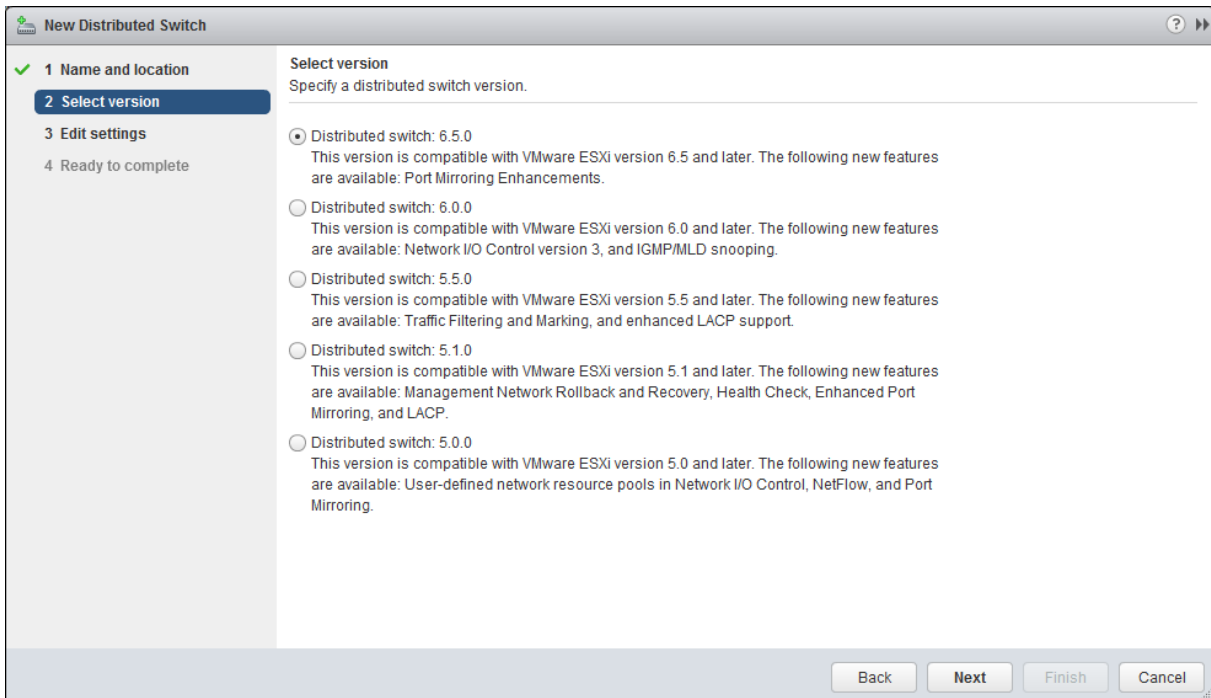 New Distributed Switch
?
1 Name and location
2 Select version
3 Edit settings
4 Ready to complete
Select version
Specify a distributed switch version.
Distributed switch: 6.5.0
This version is compatible with VMware ESXi version 6.5 and later. The following new features
are available: Port Mirroring Enhancements.
Distributed switch: 6.0.0
This version is compatible with VMware ESXi version 6.0 and later. The following new features
are available: Network I/O Control version 3, and IGMP/MLD snooping.
Distributed switch: 5.5.0
This version is compatible with VMware ESXi version 5.5 and later. The following new features
are available: Traffic Filtering and Marking, and enhanced LACP support.
Distributed switch: 5.1.0
This version is compatible with VMware ESXi version 5.1 and later. The following new features
are available: Management Network Rollback and Recovery, Health Check, Enhanced Port
Mirroring, and LACP.
Distributed switch: 5.0.0
This version is compatible with VMware ESXi version 5.0 and later. The following new features
are available: User-defined network resource pools in Network I/O Control, NetFlow, and Port
Mirroring.
Back Next Finish Cancel